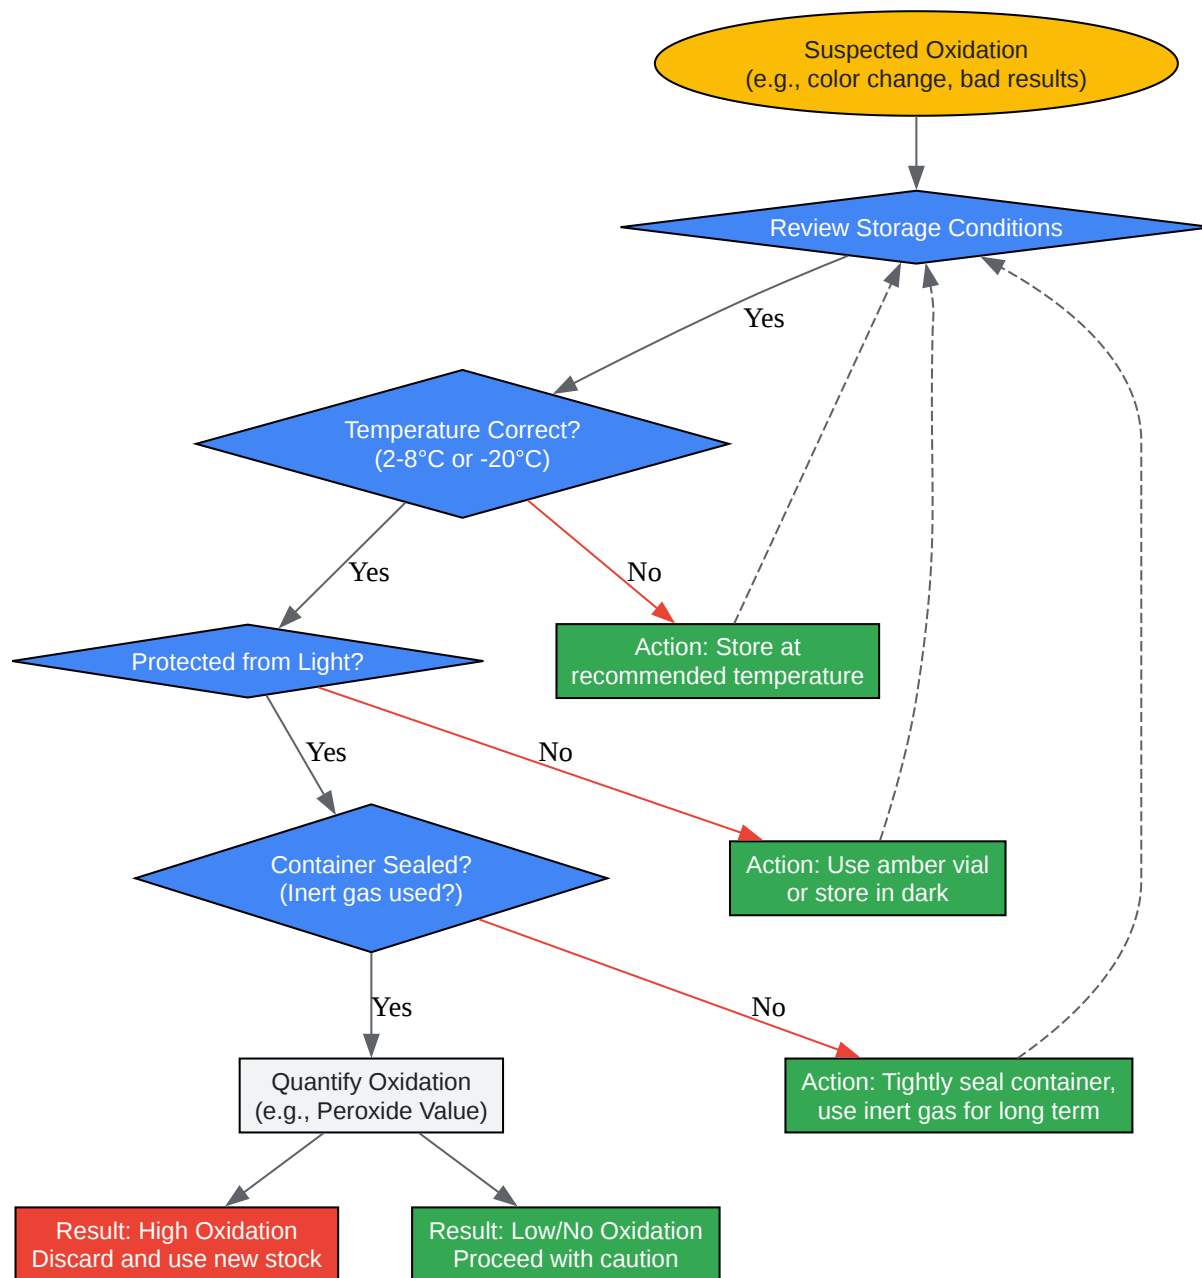 Suspected Oxidation
(e.g., color change, bad results)
Review Storage Conditions
Yes
Temperature Correct?
(2-8°C or -20°C)
Yes
No
Action: Store at
recommended temperature
Protected from Light?
Yes
No
Action: Use amber vial
or store in dark
Container Sealed?
(Inert gas used?)
Yes
No
Action: Tightly seal container,
use inert gas for long term
Quantify Oxidation
(e.g., Peroxide Value)
Result: High Oxidation
Discard and use new stock
Result: Low/No Oxidation
Proceed with caution